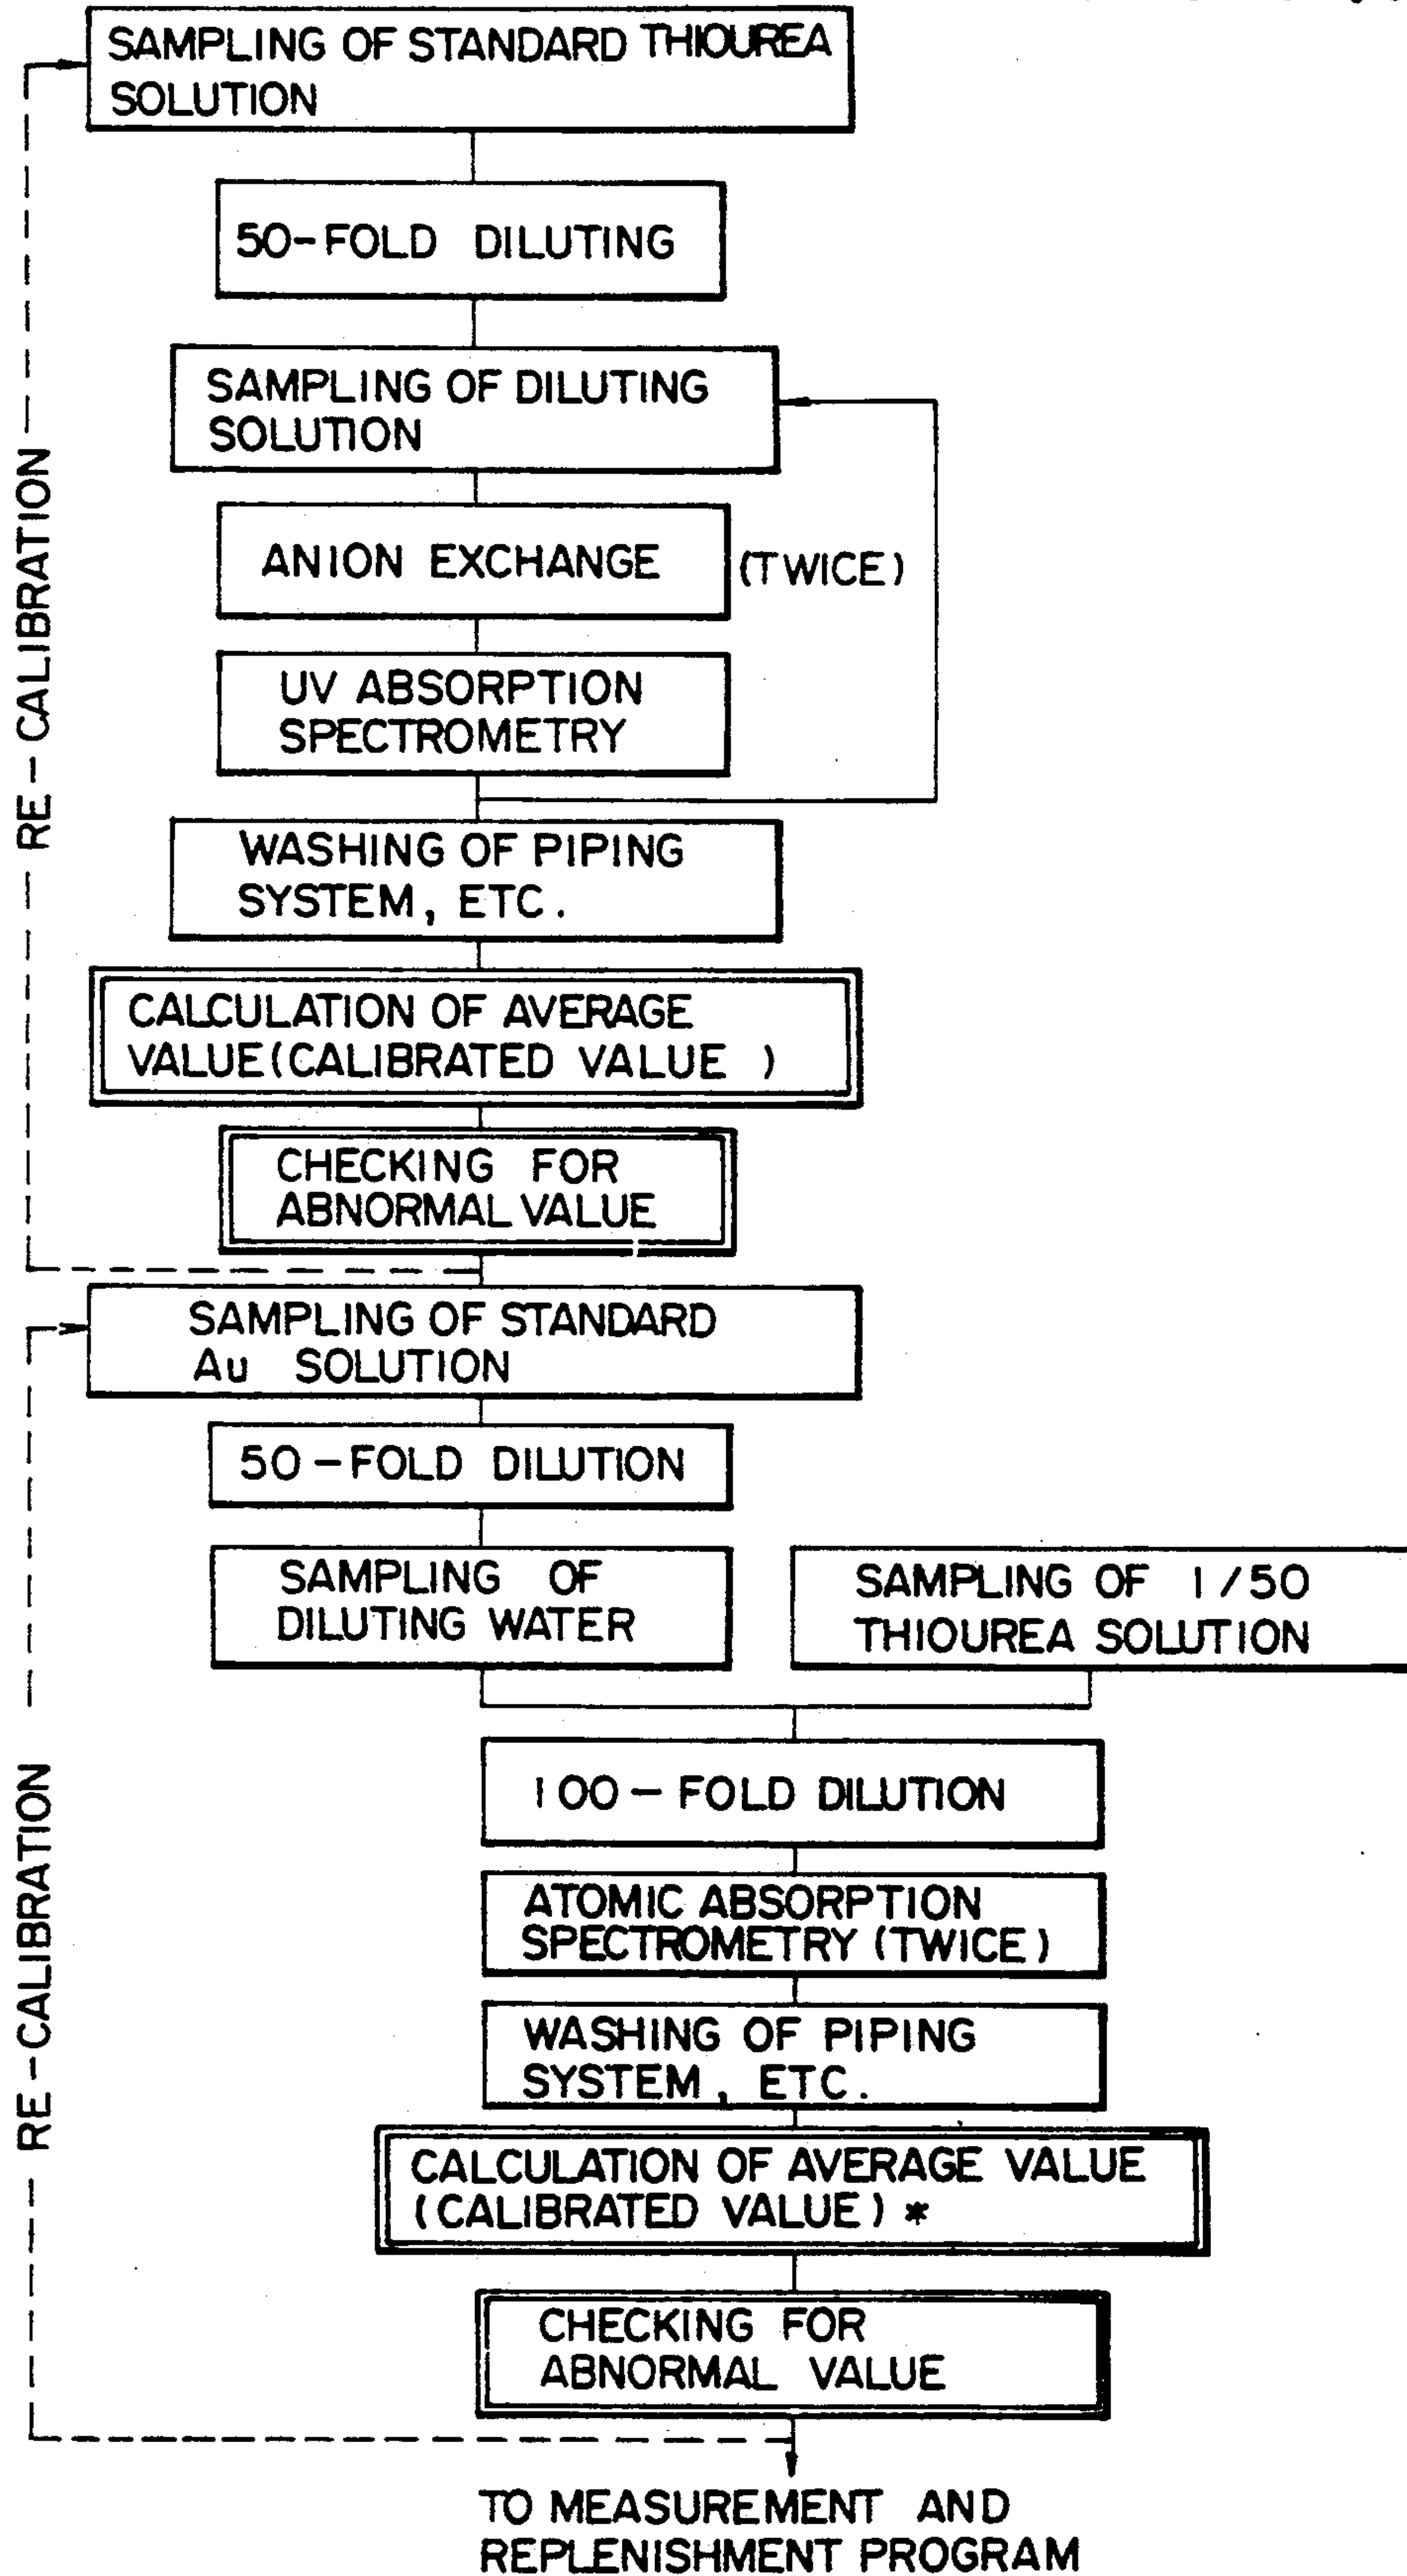 SAMPLING OF STANDARD THIOUREA
SOLUTION
50-FOLD DILUTING
SAMPLING OF DILUTING
SOLUTION
ANION EXCHANGE
(TWICE)
UV ABSORPTION
SPECTROMETRY
WASHING OF PIPING
SYSTEM, ETC.
CALCULATION OF AVERAGE
VALUE (CALIBRATED VALUE )
CHECKING FOR
ABNORMAL VALUE
RE-CALIBRATION
SAMPLING OF STANDARD
Au SOLUTION
50-FOLD DILUTION
SAMPLING OF
DILUTING WATER
SAMPLING OF 1/50
THIOUREA SOLUTION
100-FOLD DILUTION
ATOMIC ABSORPTION
SPECTROMETRY (TWICE)
WASHING OF PIPING
SYSTEM, ETC.
CALCULATION OF AVERAGE VALUE
(CALIBRATED VALUE) *
CHECKING FOR
ABNORMAL VALUE
RE-CALIBRATION
TO MEASUREMENT AND
REPLENISHMENT PROGRAM